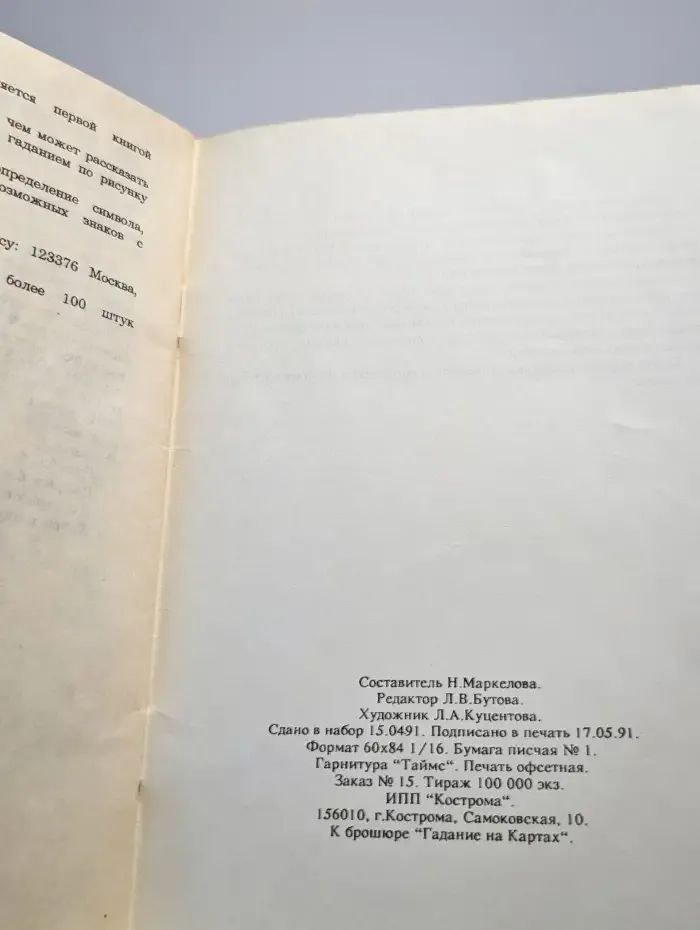 яется первой книгой
чем может рассказать
гаданием по рисунку
определение символа,
возможных знаков с
су: 123376 Москва,
более 100 штук
Составитель Н.Маркелова.
Редактор Л.В.Бутова.
Художник Л.А.Куцентова.
Сдано в набор 15.0491. Подписано в печать 17.05.91.
Формат 60x84 1/16. Бумага писчая № 1.
Гарнитура “Таймс“. Печать офсетная.
Заказ № 15. Тираж 100 000 экз.
ИПП “Кострома“.
156010, г.Кострома, Самоковская, 10.
К брошюре “Гадание на Картах“.